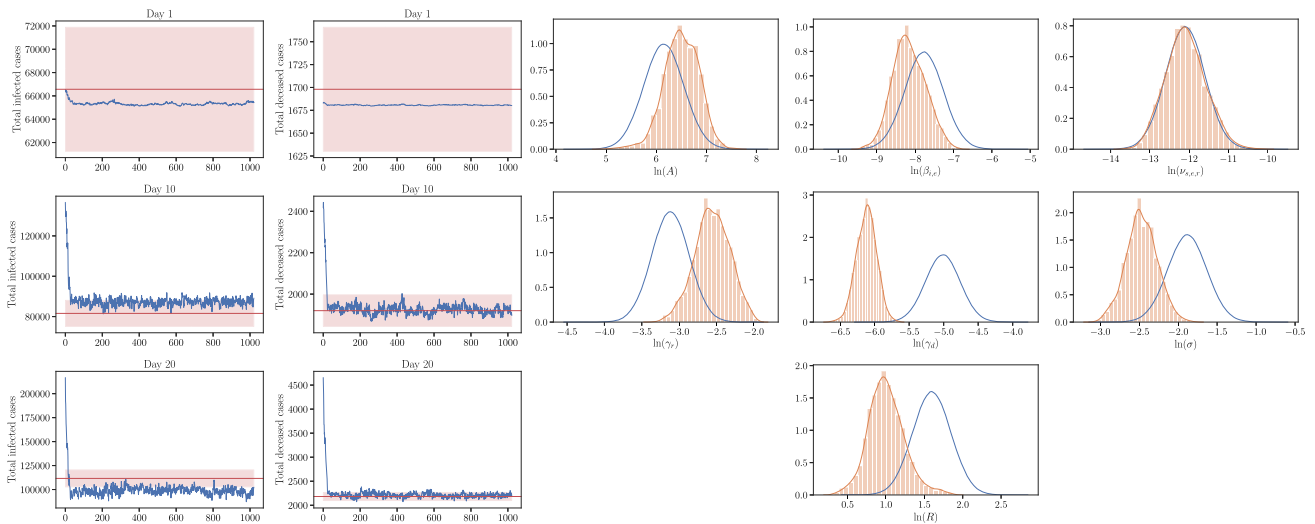 Day 1
Total infected cases
72000
70000
68000
66000
64000
62000
0 200 400 600 800 1000
Day 1
Total deceased cases
1750
1725
1700
1675
1650
1625
0 200 400 600 800 1000
1.00
0.75
0.50
0.25
0.00
4 5 6 7 8
ln(A)
1.0
0.8
0.6
0.4
0.2
0.0
−10 −9 −8 −7 −6 −5
ln(β_{i,e})
0.8
0.6
0.4
0.2
0.0
−14 −13 −12 −11 −10
ln(ν_{s,e,r})
Day 10
Total infected cases
120000
100000
80000
0 200 400 600 800 1000
Day 10
Total deceased cases
2400
2200
2000
0 200 400 600 800 1000
1.5
1.0
0.5
0.0
−4.5 −4.0 −3.5 −3.0 −2.5 −2.0
ln(γ_r)
3
2
1
0
−6.5 −6.0 −5.5 −5.0 −4.5 −4.0
ln(γ_d)
2.0
1.5
1.0
0.5
0.0
−3.0 −2.5 −2.0 −1.5 −1.0 −0.5
ln(σ)
Day 20
Total infected cases
200000
175000
150000
125000
100000
0 200 400 600 800 1000
Day 20
Total deceased cases
4500
4000
3500
3000
2500
2000
0 200 400 600 800 1000
2.0
1.5
1.0
0.5
0.0
0.5 1.0 1.5 2.0 2.5
ln(R)